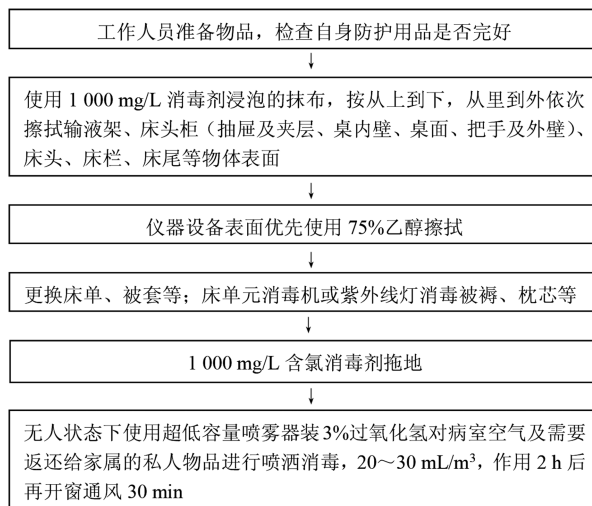 工作人员准备物品，检查自身防护用品是否完好
↓
使用 1 000 mg/L 消毒剂浸泡的抹布，按从上到下，从里到外依次
擦拭输液架、床头柜（抽屉及夹层、桌内壁、桌面、把手及外壁）、
床头、床栏、床尾等物体表面
↓
仪器设备表面优先使用 75%乙醇擦拭
↓
更换床单、被套等；床单元消毒机或紫外线灯消毒被褥、枕芯等
↓
1 000 mg/L 含氯消毒剂拖地
↓
无人状态下使用超低容量喷雾器装 3%过氧化氢对病室空气及需要
返还给家属的私人物品进行喷洒消毒，20～30 mL/m³，作用 2 h 后
再开窗通风 30 min